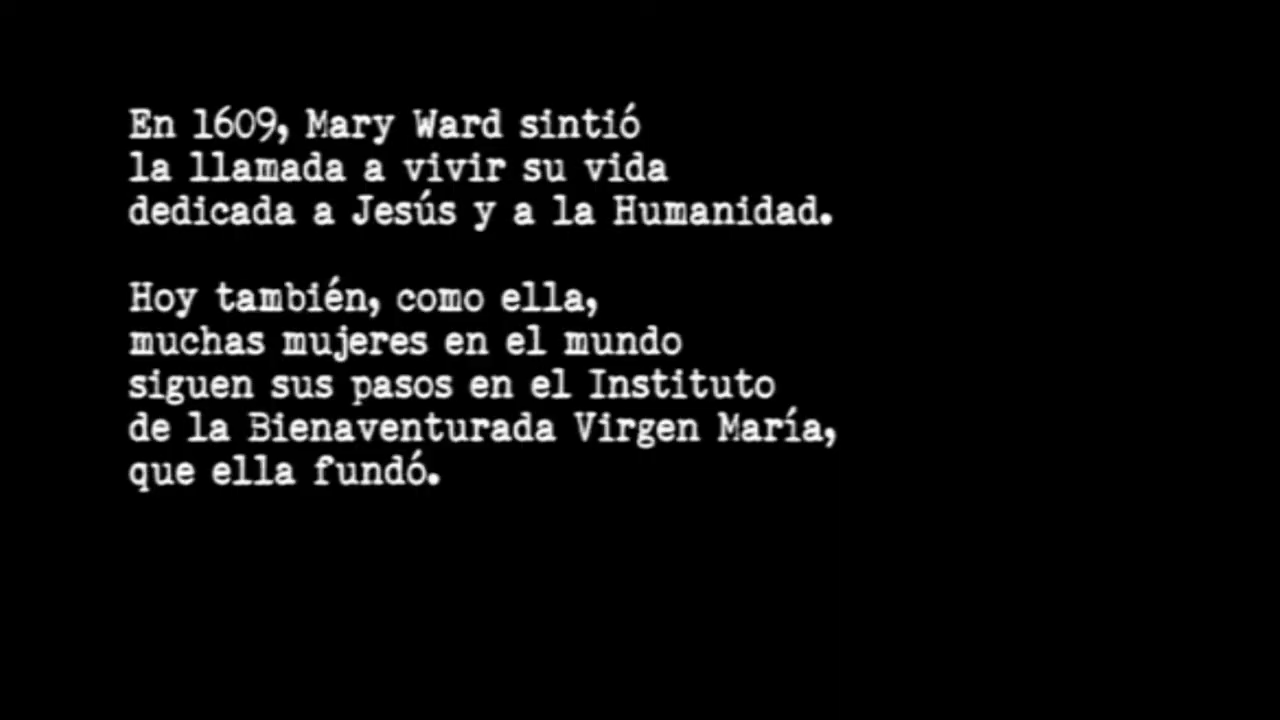 En 1609, Mary Ward sintió
la llamada a vivir su vida
dedicada a Jesús y a la Humanidad.
Hoy también, como ella,
muchas mujeres en el mundo
siguen sus pasos en el Instituto
de la Bienaventurada Virgen María,
que ella fundó.